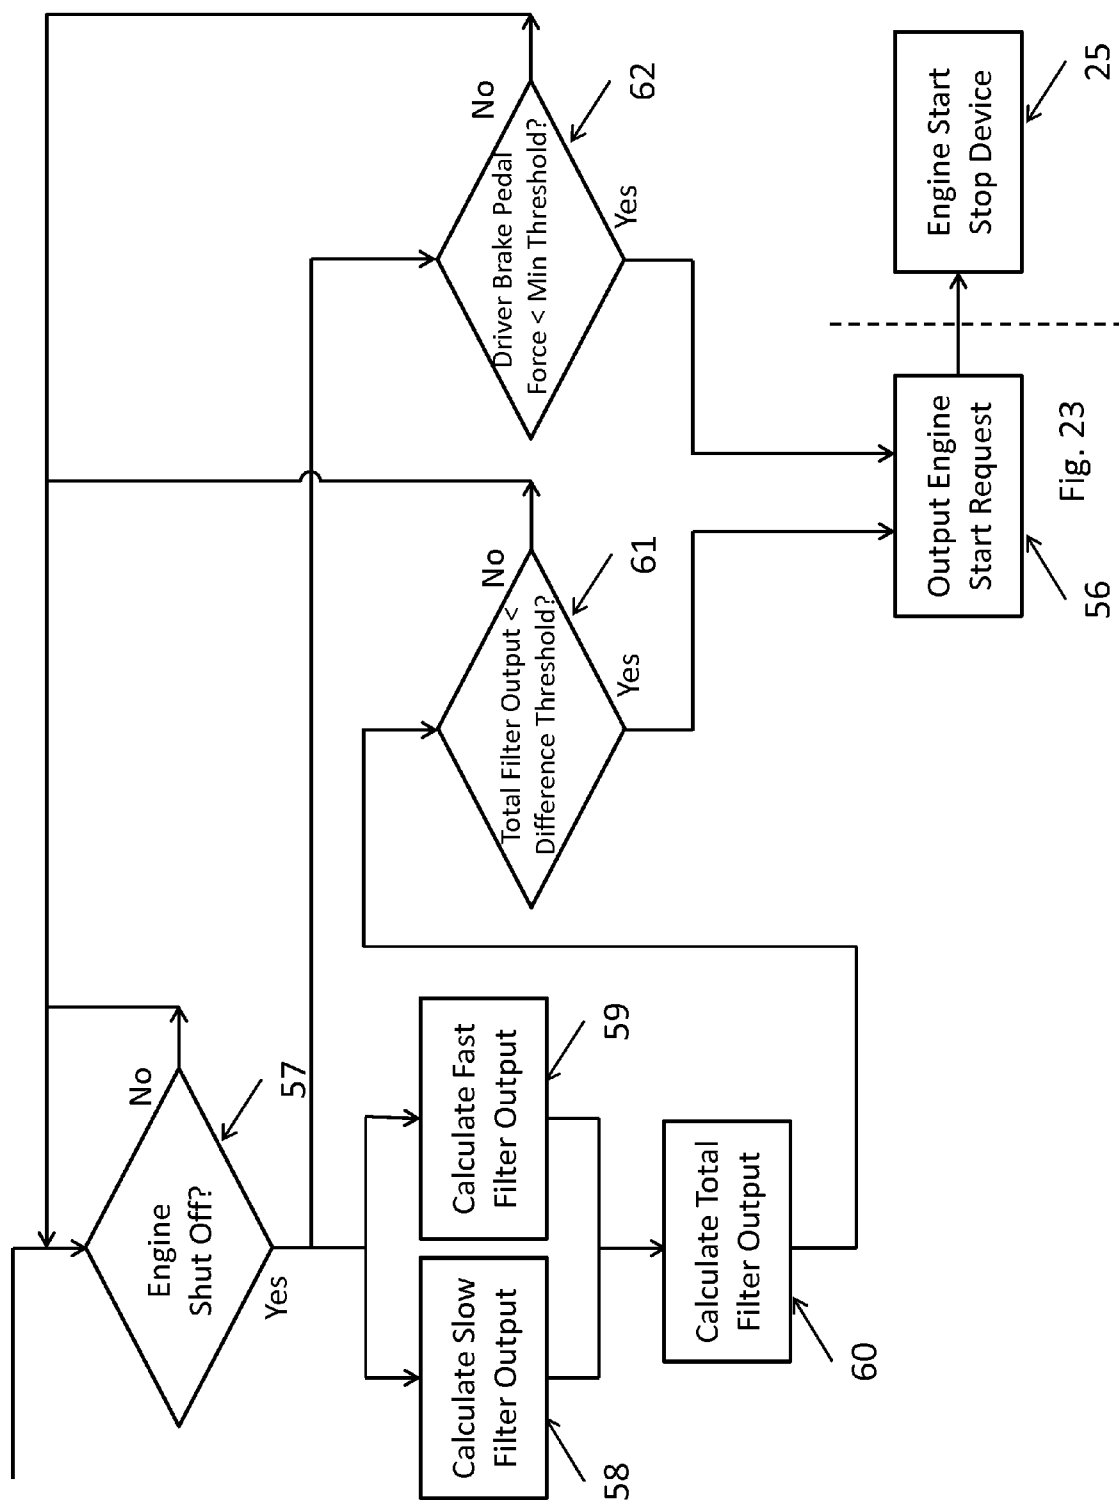 Engine
Shut Off?
No
Yes
57
Calculate Slow
Filter Output
58
Calculate Fast
Filter Output
59
Calculate Total
Filter Output
60
Total Filter Output <
Difference Threshold?
No
Yes
61
Driver Brake Pedal
Force < Min Threshold?
No
Yes
62
Output Engine
Start Request
56
Engine Start
Stop Device
25
Fig. 23